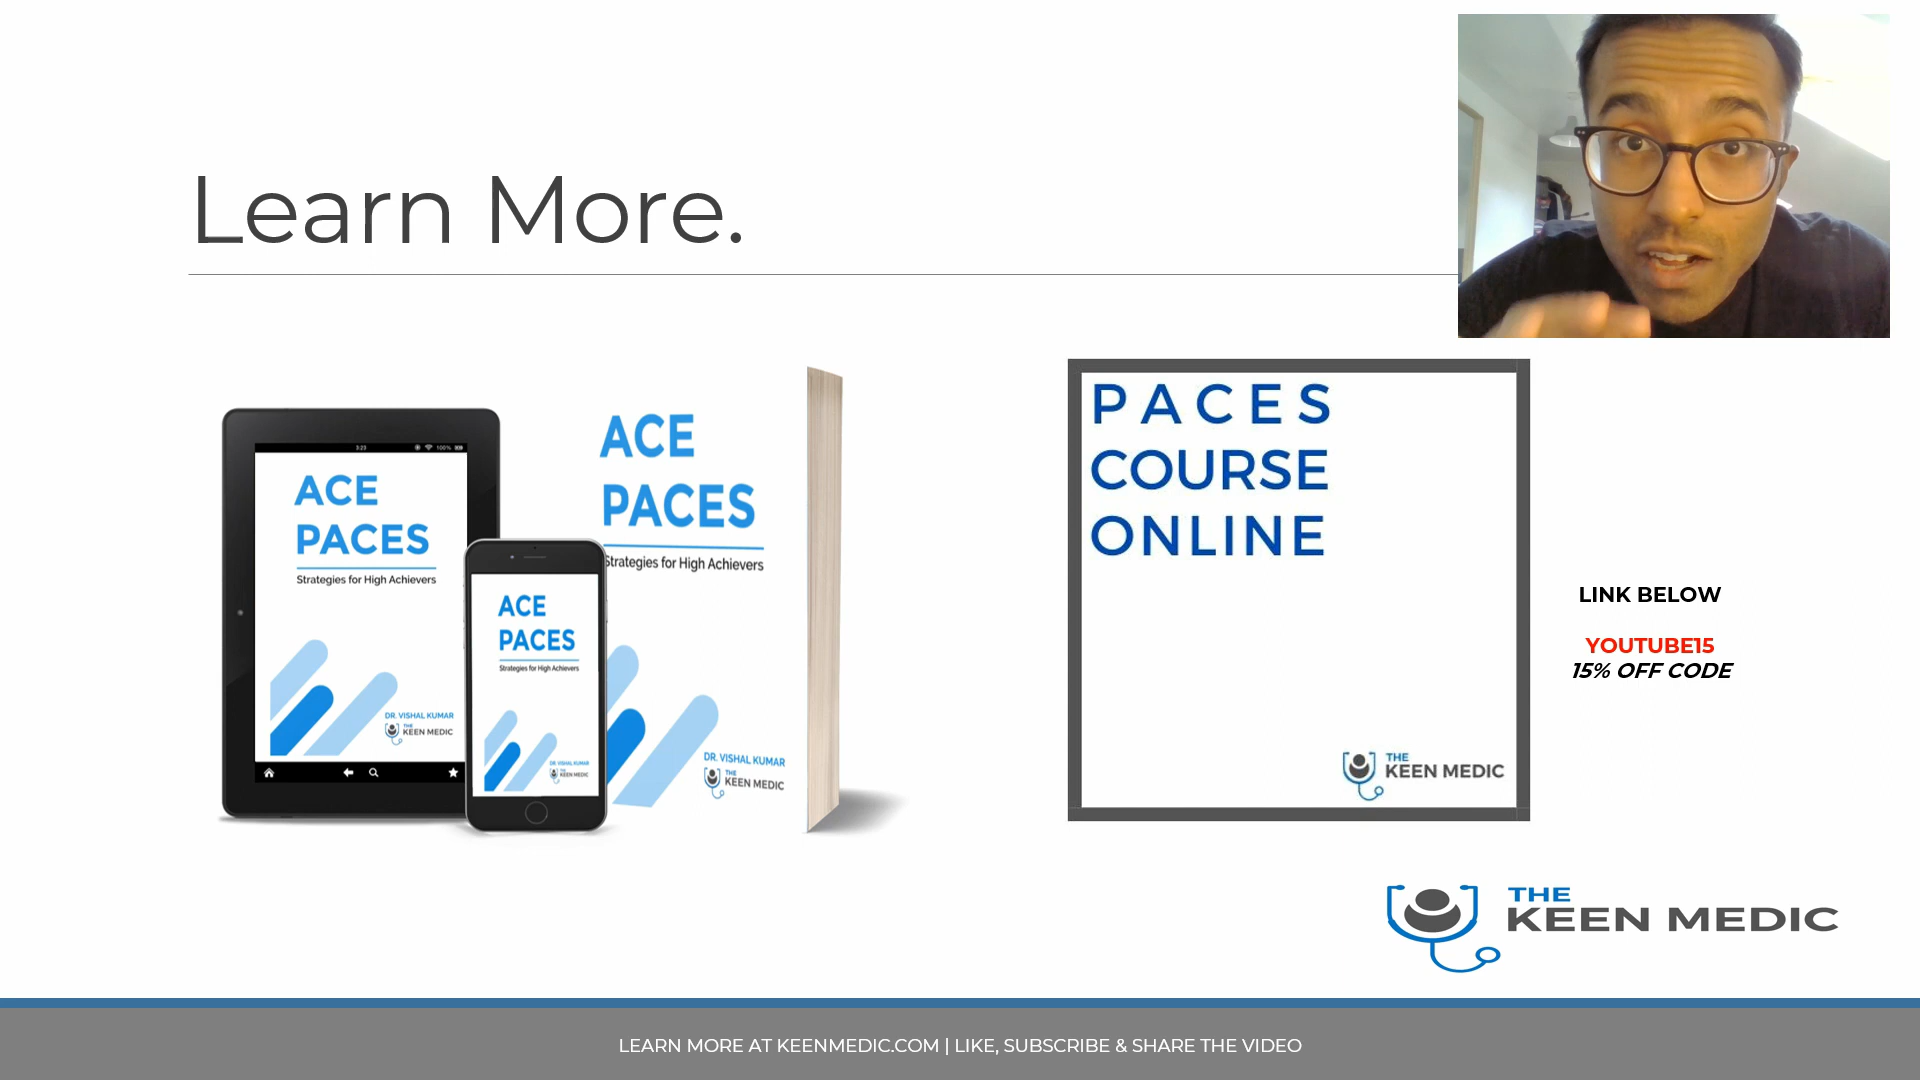 Learn More.
3:23
100%
ACE
PACES
Strategies for High Achievers
DR. VISHAL KUMAR
THE
KEEN MEDIC
ACE
PACES
Strategies for High Achievers
DR. VISHAL KUMAR
THE
KEEN MEDIC
ACE
PACES
Strategies for High Achievers
DR. VISHAL KUMAR
THE
KEEN MEDIC
PACES
COURSE
ONLINE
THE
KEEN MEDIC
LINK BELOW
YOUTUBE15
15% OFF CODE
THE
KEEN MEDIC
LEARN MORE AT KEENMEDIC.COM | LIKE, SUBSCRIBE & SHARE THE VIDEO